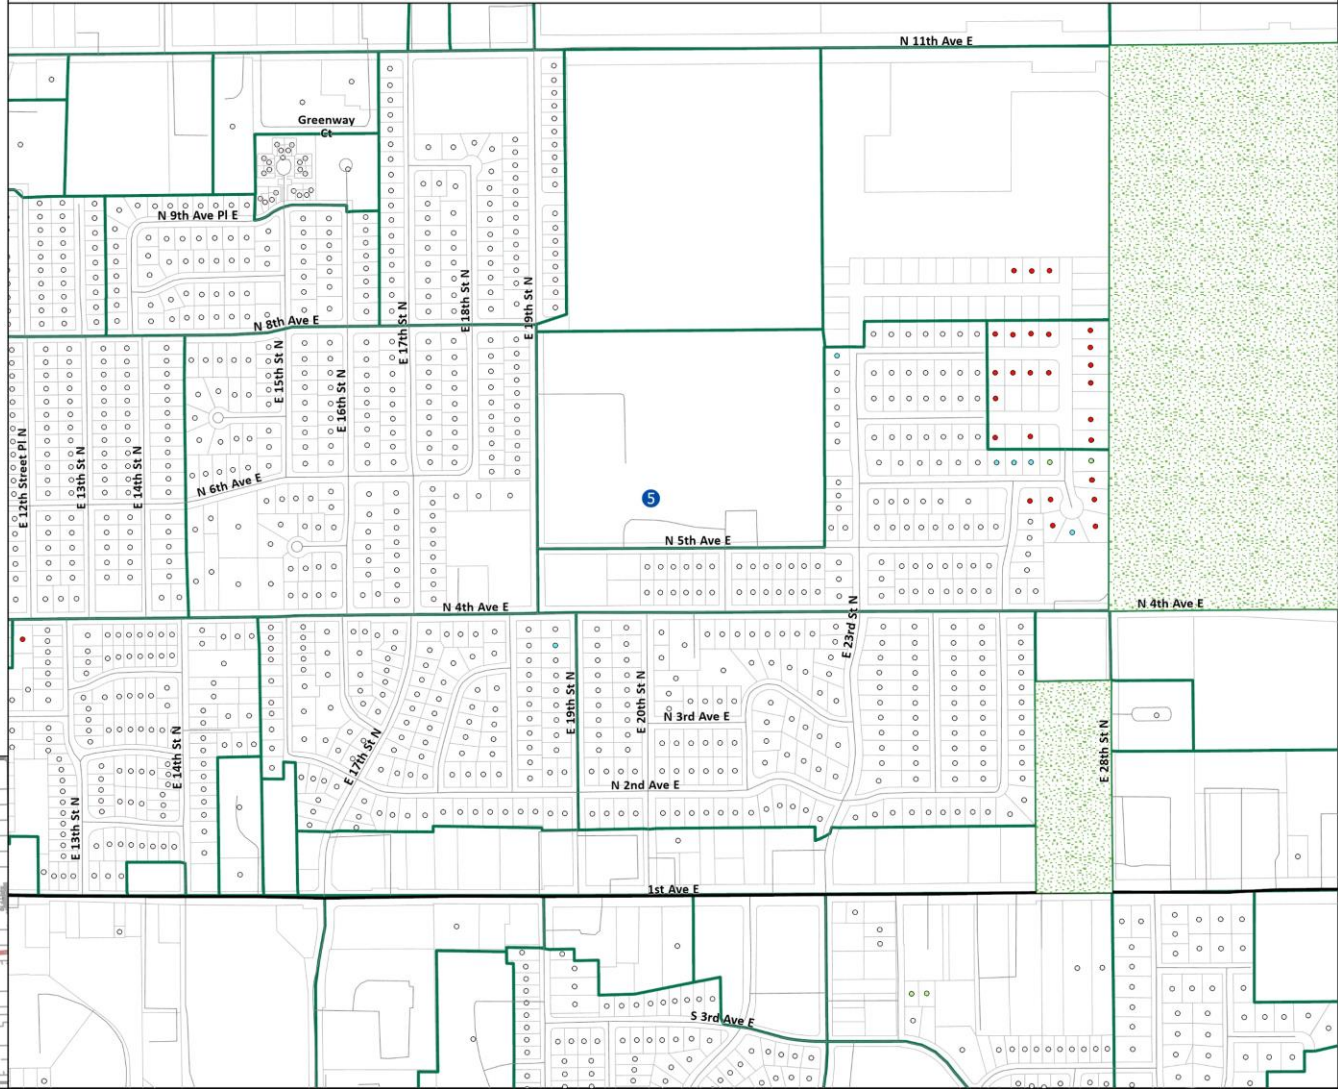 N 11th Ave E
Greenway
Ct
N 9th Ave Pl E
N 8th Ave E
E 15th St N
E 16th St N
E 17th St N
E 18th St N
E 19th St N
E 12th Street Pl N
E 13th St N
E 14th St N
N 6th Ave E
5
N 5th Ave E
N 4th Ave E
N 4th Ave E
E 23rd St N
E 19th St N
E 20th St N
N 3rd Ave E
E 17th St N
E 14th St N
E 13th St N
N 2nd Ave E
E 28th St N
1st Ave E
S 3rd Ave E